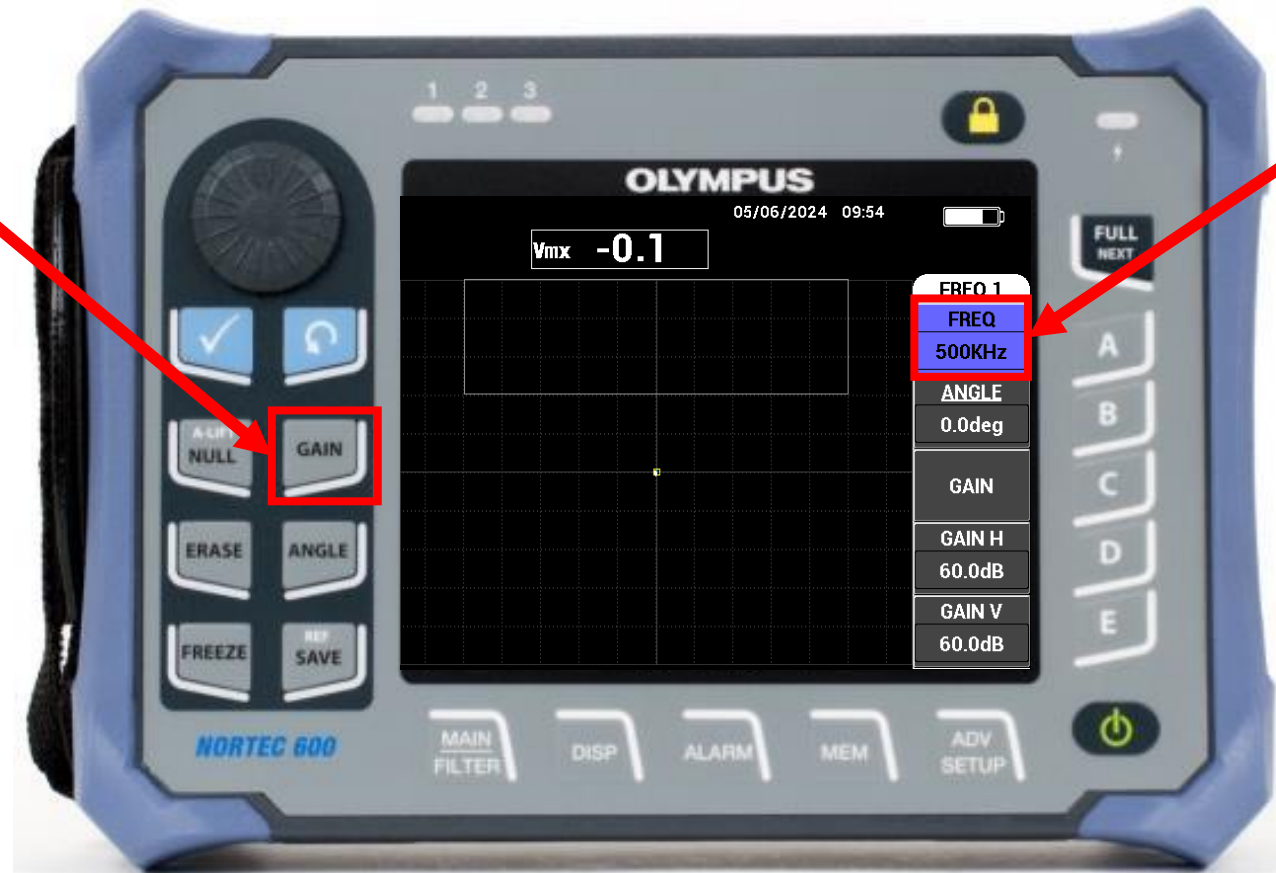 1 2 3
OLYMPUS
05/06/2024 09:54
Vmx -0.1
FULL
NEXT
FREQ 1
FREQ
500KHz
ANGLE
0.0deg
GAIN
GAIN H
60.0dB
GAIN V
60.0dB
A
B
C
D
E
A-LIFT
NULL
GAIN
ERASE
ANGLE
FREEZE
REF
SAVE
NORTEC 600
MAIN
FILTER
DISP
ALARM
MEM
ADV
SETUP